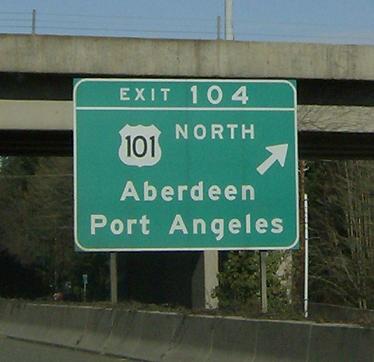 EXIT 104
101 NORTH
Aberdeen
Port Angeles